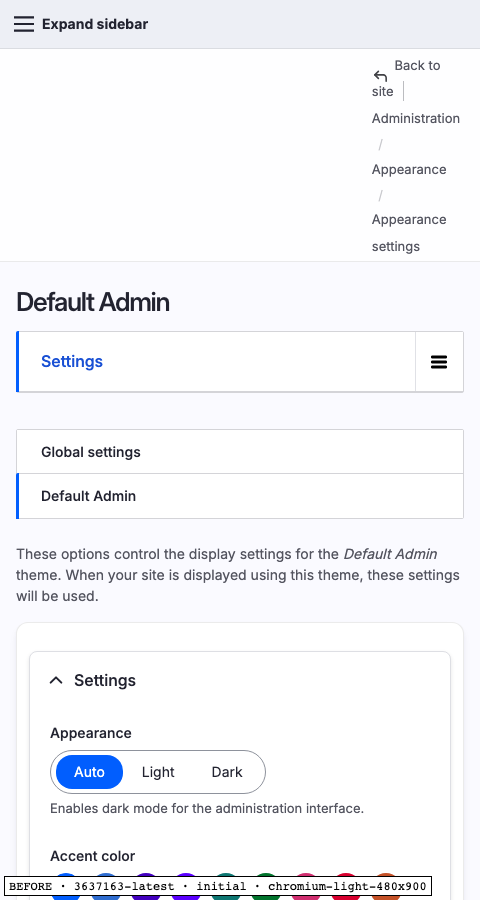 Expand sidebar
Back to
site
Administration
/
Appearance
/
Appearance
settings
Default Admin
Settings
Global settings
Default Admin
These options control the display settings for the Default Admin
theme. When your site is displayed using this theme, these settings
will be used.
Settings
Appearance
Auto Light Dark
Enables dark mode for the administration interface.
Accent color
BEFORE • 3637163-latest • initial • chromium-light-480x900